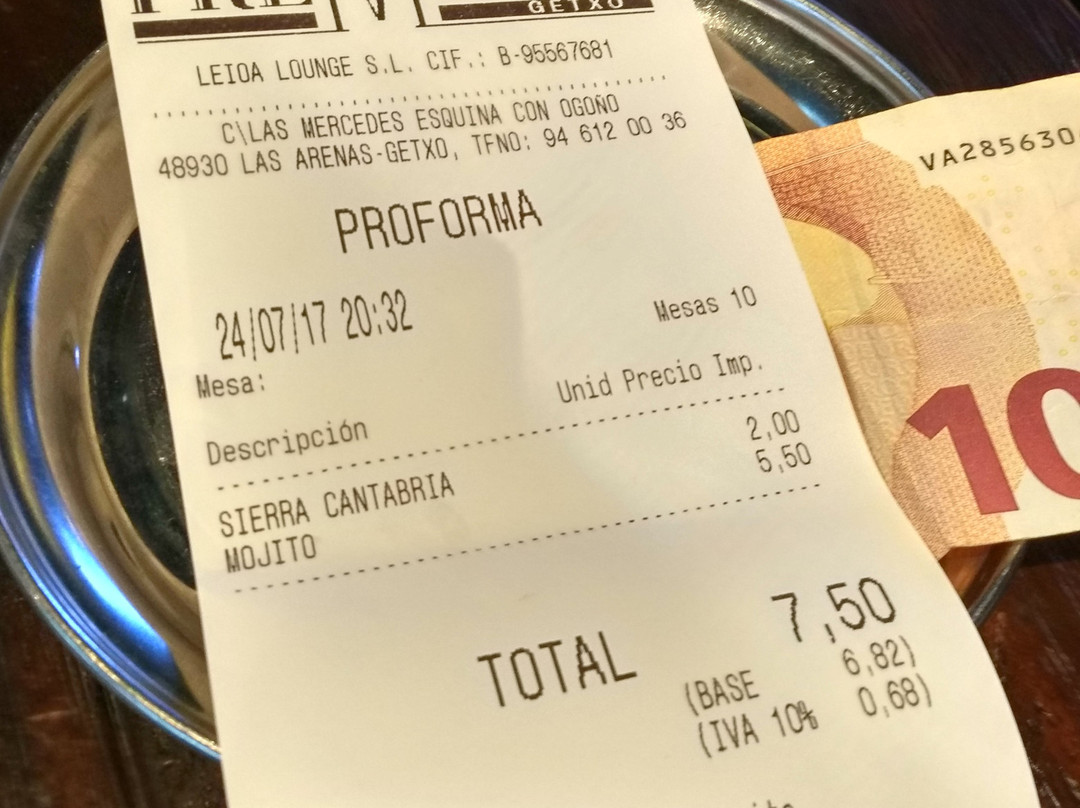 GETXO
LEIOA LOUNGE S.L. CIF.: B-95567681
C\LAS MERCEDES ESQUINA CON OGOÑO
48930 LAS ARENAS-GETXO, TFNO: 94 612 00 36
PROFORMA
24/07/17 20:32 Mesas 10
Mesa:
Descripción Unid Precio Imp.
SIERRA CANTABRIA 2,00
MOJITO 5,50
TOTAL 7,50
(BASE 6,82)
(IVA 10% 0,68)
VA285630
10